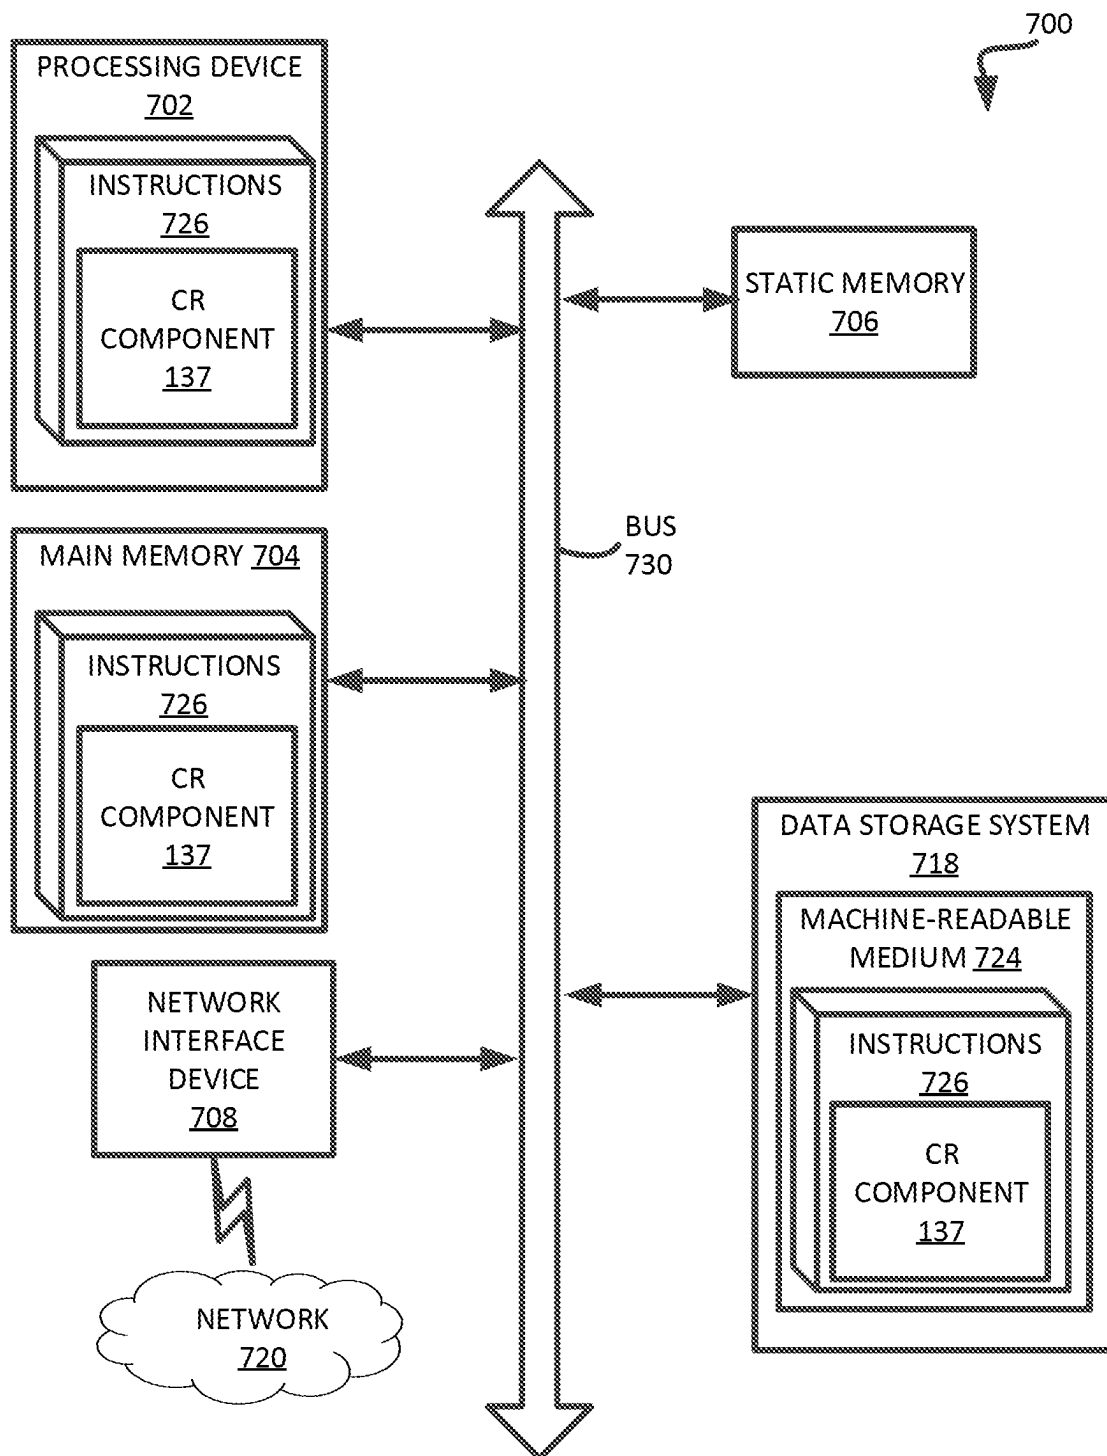 700
PROCESSING DEVICE
702
INSTRUCTIONS
726
CR
COMPONENT
137
STATIC MEMORY
706
BUS
730
MAIN MEMORY 704
INSTRUCTIONS
726
CR
COMPONENT
137
DATA STORAGE SYSTEM
718
MACHINE-READABLE
MEDIUM 724
INSTRUCTIONS
726
CR
COMPONENT
137
NETWORK
INTERFACE
DEVICE
708
NETWORK
720